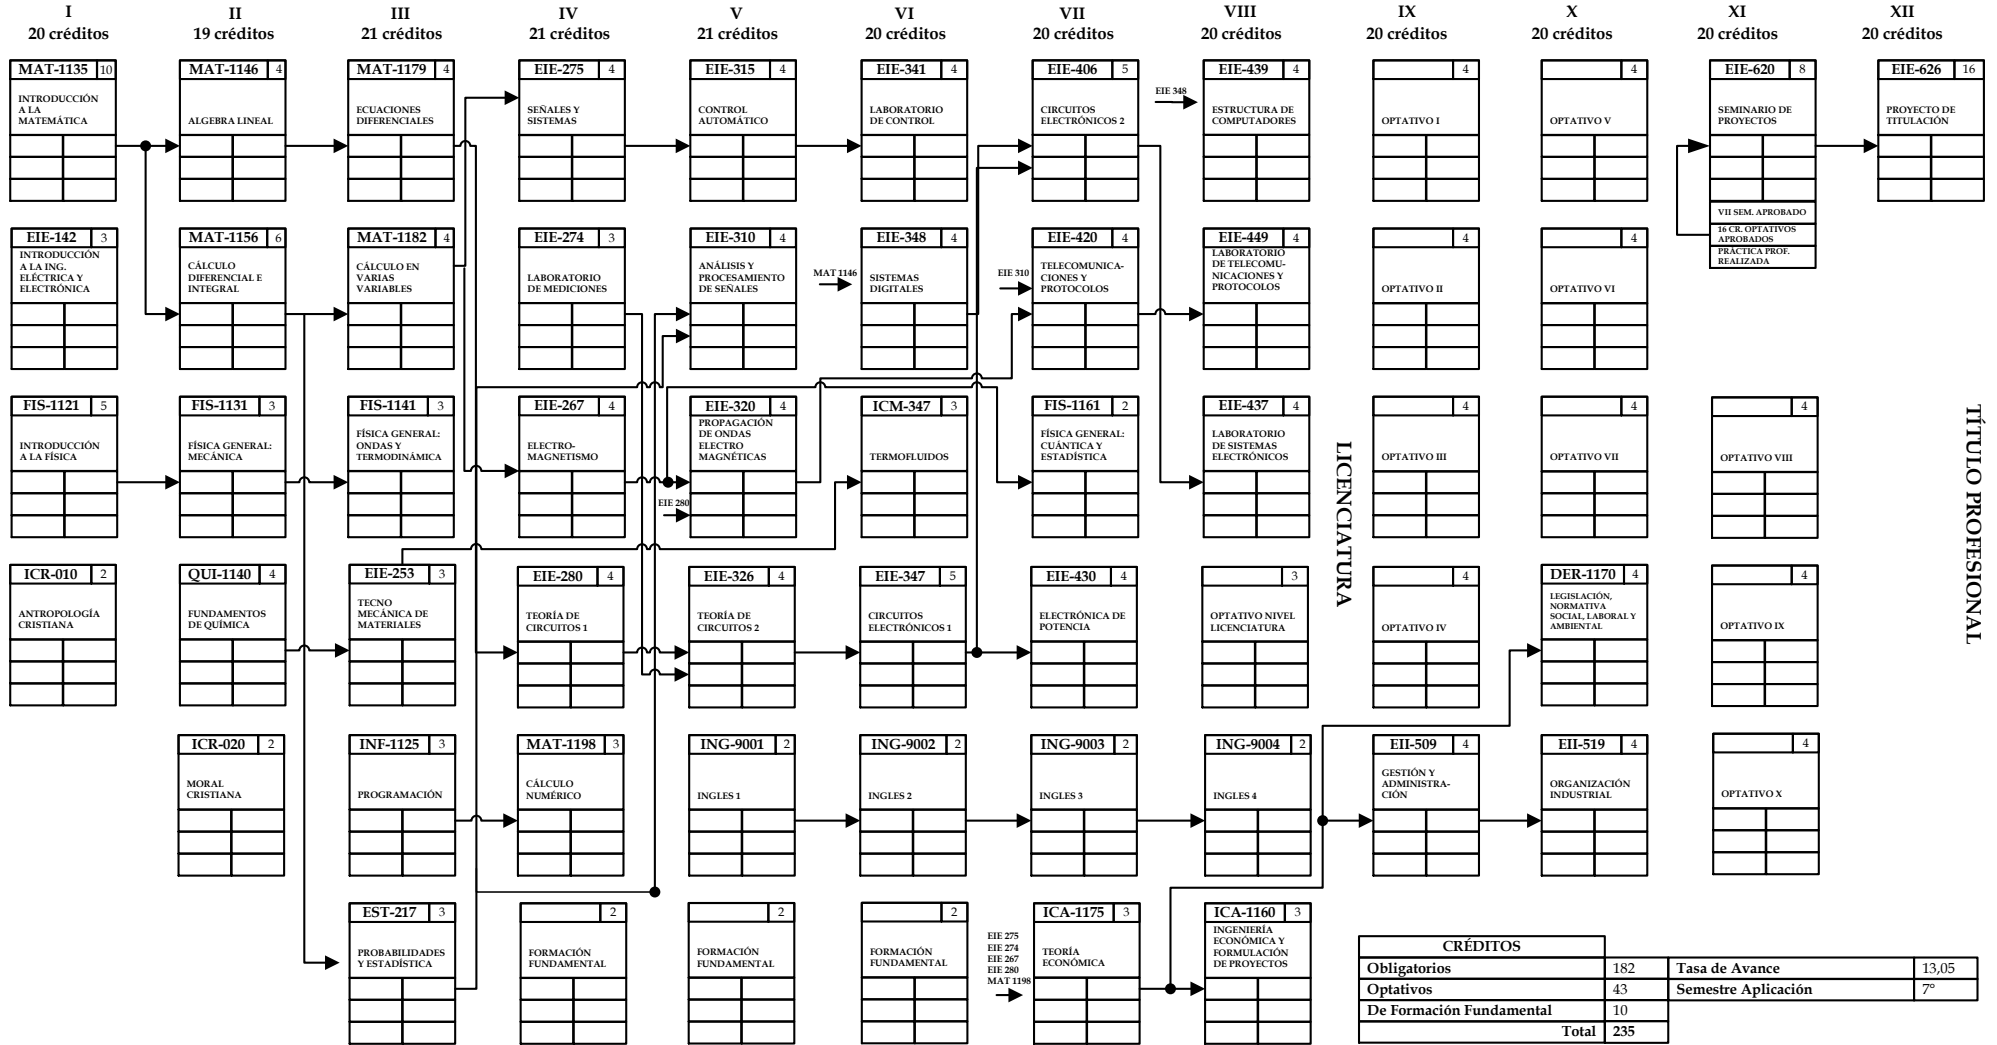 I
20 créditos
II
19 créditos
III
21 créditos
IV
21 créditos
V
21 créditos
VI
20 créditos
VII
20 créditos
VIII
20 créditos
IX
20 créditos
X
20 créditos
XI
20 créditos
XII
20 créditos
MAT-1135 10
INTRODUCCIÓN
A LA
MATEMÁTICA
MAT-1146 4
ALGEBRA LINEAL
MAT-1179 4
ECUACIONES
DIFERENCIALES
EIE-275 4
SEÑALES Y
SISTEMAS
EIE-315 4
CONTROL
AUTOMÁTICO
EIE-341 4
LABORATORIO
DE CONTROL
EIE-406 5
CIRCUITOS
ELECTRÓNICOS 2
EIE 348
EIE-439 4
ESTRUCTURA DE
COMPUTADORES
4
OPTATIVO I
4
OPTATIVO V
EIE-620 8
SEMINARIO DE
PROYECTOS
VII SEM. APROBADO
16 CR. OPTATIVOS
APROBADOS
PRÁCTICA PROF.
REALIZADA
EIE-626 16
PROYECTO DE
TITULACIÓN
EIE-142 3
INTRODUCCIÓN
A LA ING.
ELÉCTRICA Y
ELECTRÓNICA
MAT-1156 6
CÁLCULO
DIFERENCIAL E
INTEGRAL
MAT-1182 4
CÁLCULO EN
VARIAS
VARIABLES
EIE-274 3
LABORATORIO
DE MEDICIONES
EIE-310 4
ANÁLISIS Y
PROCESAMIENTO
DE SEÑALES
MAT 1146
EIE-348 4
SISTEMAS
DIGITALES
EIE 310
EIE-420 4
TELECOMUNICA-
CIONES Y
PROTOCOLOS
EIE-449 4
LABORATORIO
DE TELECOMU-
NICACIONES Y
PROTOCOLOS
4
OPTATIVO II
4
OPTATIVO VI
FIS-1121 5
INTRODUCCIÓN
A LA FÍSICA
FIS-1131 3
FÍSICA GENERAL:
MECÁNICA
FIS-1141 3
FÍSICA GENERAL:
ONDAS Y
TERMODINÁMICA
EIE-267 4
ELECTRO-
MAGNETISMO
EIE 280
EIE-320 4
PROPAGACIÓN
DE ONDAS
ELECTRO
MAGNÉTICAS
ICM-347 3
TERMOFLUIDOS
FIS-1161 2
FÍSICA GENERAL:
CUÁNTICA Y
ESTADÍSTICA
EIE-437 4
LABORATORIO
DE SISTEMAS
ELECTRÓNICOS
LICENCIATURA
4
OPTATIVO III
4
OPTATIVO VII
4
OPTATIVO VIII
TÍTULO PROFESIONAL
ICR-010 2
ANTROPOLOGÍA
CRISTIANA
QUI-1140 4
FUNDAMENTOS
DE QUÍMICA
EIE-253 3
TECNO
MECÁNICA DE
MATERIALES
EIE-280 4
TEORÍA DE
CIRCUITOS 1
EIE-326 4
TEORÍA DE
CIRCUITOS 2
EIE-347 5
CIRCUITOS
ELECTRÓNICOS 1
EIE-430 4
ELECTRÓNICA DE
POTENCIA
3
OPTATIVO NIVEL
LICENCIATURA
4
OPTATIVO IV
DER-1170 4
LEGISLACIÓN,
NORMATIVA
SOCIAL, LABORAL Y
AMBIENTAL
4
OPTATIVO IX
ICR-020 2
MORAL
CRISTIANA
INF-1125 3
PROGRAMACIÓN
MAT-1198 3
CÁLCULO
NUMÉRICO
ING-9001 2
INGLES 1
ING-9002 2
INGLES 2
ING-9003 2
INGLES 3
ING-9004 2
INGLES 4
EII-509 4
GESTIÓN Y
ADMINISTRA-
CIÓN
EII-519 4
ORGANIZACIÓN
INDUSTRIAL
4
OPTATIVO X
EST-217 3
PROBABILIDADES
Y ESTADÍSTICA
2
FORMACIÓN
FUNDAMENTAL
2
FORMACIÓN
FUNDAMENTAL
2
FORMACIÓN
FUNDAMENTAL
EIE 275
EIE 274
EIE 267
EIE 280
MAT 1198
ICA-1175 3
TEORÍA
ECONÓMICA
ICA-1160 3
INGENIERÍA
ECONÓMICA Y
FORMULACIÓN
DE PROYECTOS
CRÉDITOS
Obligatorios 182 Tasa de Avance 13,05
Optativos 43 Semestre Aplicación 7°
De Formación Fundamental 10
Total 235